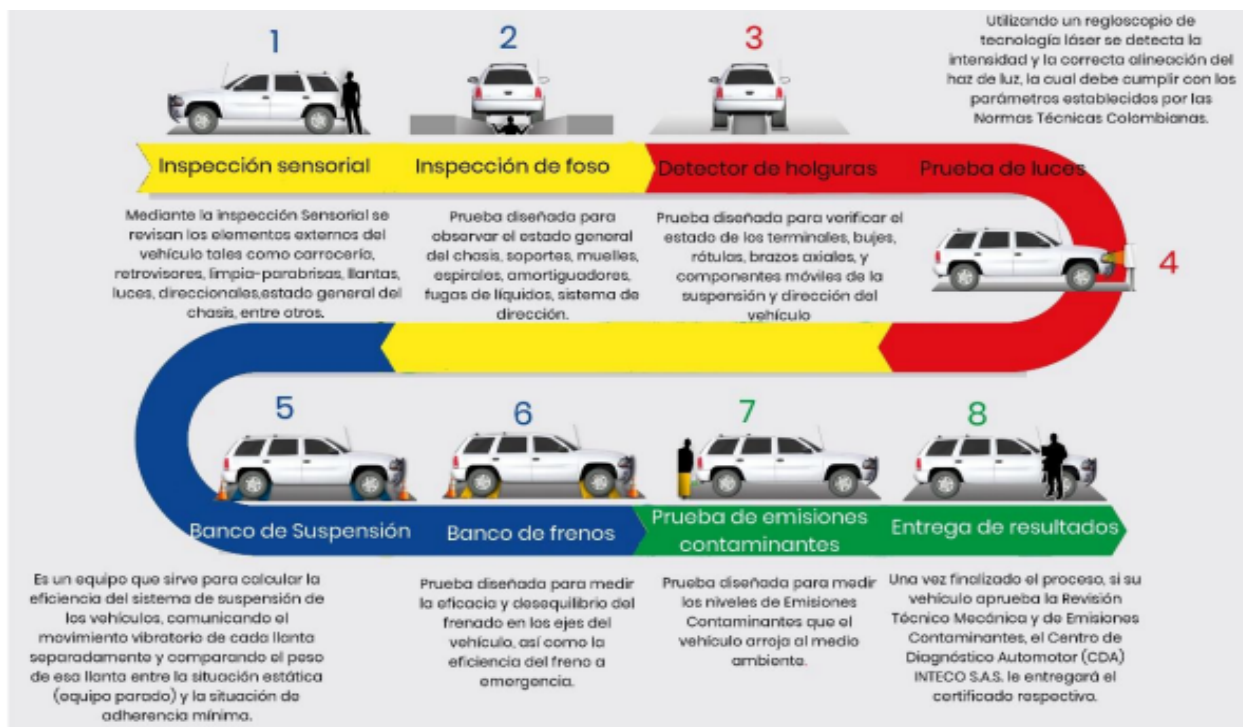 1
Inspección sensorial
Mediante la inspección Sensorial se
revisan los elementos externos del
vehículo tales como carrocería,
retrovisores, limpia-parabrisas, llantas,
luces, direccionales,estado general del
chasis, entre otros.
2
Inspección de foso
Prueba diseñada para
observar el estado general
del chasis, soportes, muelles,
espirales, amortiguadores,
fugas de líquidos, sistema de
dirección.
3
Detector de holguras
Prueba diseñada para verificar el
estado de los terminales, bujes,
rótulas, brazos axiales, y
componentes móviles de la
suspensión y dirección del
vehículo
Utilizando un regloscopio de
tecnología láser se detecta la
intensidad y la correcta alineación del
haz de luz, la cual debe cumplir con los
parámetros establecidos por las
Normas Técnicas Colombianas.
Prueba de luces
4
5
Banco de Suspensión
Es un equipo que sirve para calcular la
eficiencia del sistema de suspensión de
los vehículos, comunicando el
movimiento vibratorio de cada llanta
separadamente y comparando el peso
de esa llanta entre la situación estática
(equipo parado) y la situación de
adherencia mínima.
6
Banco de frenos
Prueba diseñada para medir
la eficacia y desequilibrio del
frenado en los ejes del
vehículo, así como la
eficiencia del freno a
emergencia.
7
Prueba de emisiones
contaminantes
Prueba diseñada para medir
los niveles de Emisiones
Contaminantes que el
vehículo arroja al medio
ambiente.
8
Entrega de resultados
Una vez finalizado el proceso, si su
vehículo aprueba la Revisión
Técnico Mecánica y de Emisiones
Contaminantes, el Centro de
Diagnóstico Automotor (CDA)
INTECO S.A.S. le entregará el
certificado respectivo.